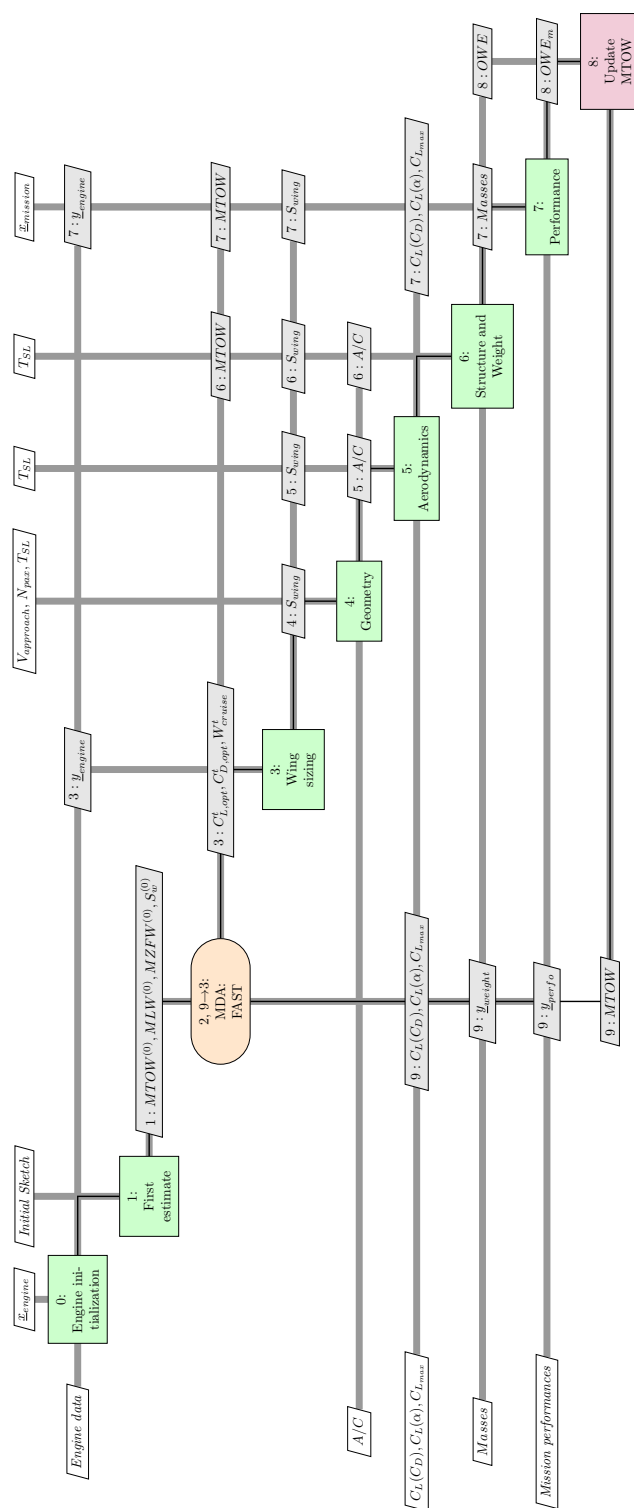 x_engine
Initial Sketch
V_approach, N_pax, T_SL
T_SL
T_SL
x_mission
Engine data
0:
Engine ini-
tialization
3 : y_engine
7 : y_engine
1:
First
estimate
1 : MTOW^(0), MLW^(0), MZFW^(0), S_w^(0)
2, 9→3:
MDA:
FAST
3 : C^t_L,opt, C^t_D,opt, W^t_cruise
6 : MTOW
7 : MTOW
3:
Wing
sizing
4 : S_wing
5 : S_wing
6 : S_wing
7 : S_wing
A/C
4:
Geometry
5 : A/C
6 : A/C
C_L(C_D), C_L(α), C_Lmax
9 : C_L(C_D), C_L(α), C_Lmax
5:
Aerodynamics
7 : C_L(C_D), C_L(α), C_Lmax
Masses
9 : y_weight
6:
Structure and
Weight
7 : Masses
8 : OWE
Mission performances
9 : y_perfo
7:
Performance
8 : OWE_m
9 : MTOW
8:
Update
MTOW